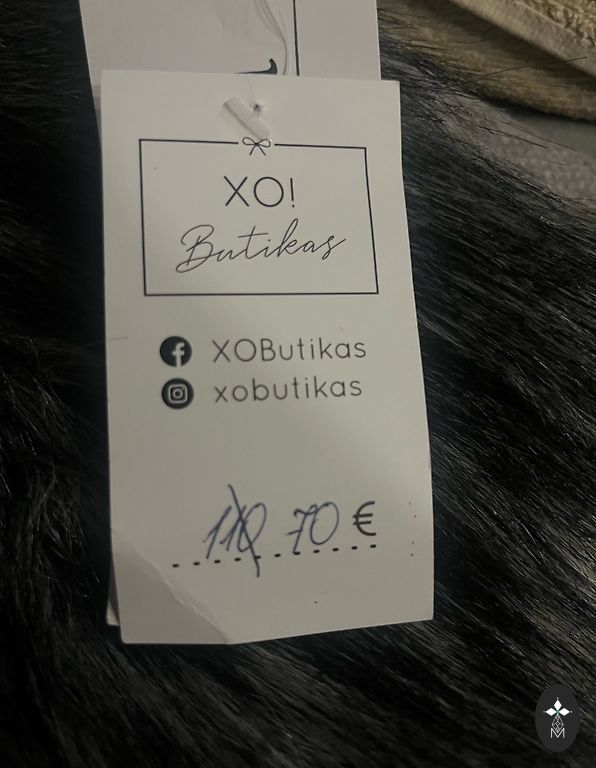 XO!
Butikas
XOButikas
xobutikas
110 70 €
M